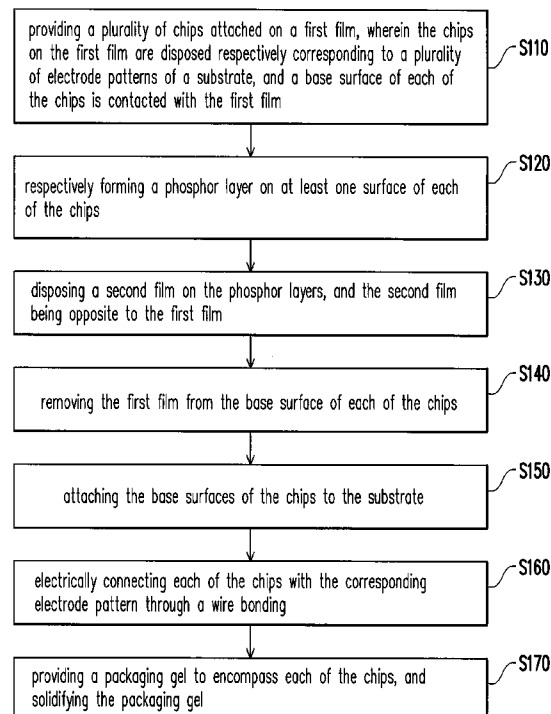 providing a plurality of chips attached on a first film, wherein the chips
on the first film are disposed respectively corresponding to a plurality
of electrode patterns of a substrate, and a base surface of each of
the chips is contacted with the first film
S110
respectively forming a phosphor layer on at least one surface of each
of the chips
S120
disposing a second film on the phosphor layers, and the second film
being opposite to the first film
S130
removing the first film from the base surface of each of the chips
S140
attaching the base surfaces of the chips to the substrate
S150
electrically connecting each of the chips with the corresponding
electrode pattern through a wire bonding
S160
providing a packaging gel to encompass each of the chips, and
solidifying the packaging gel
S170